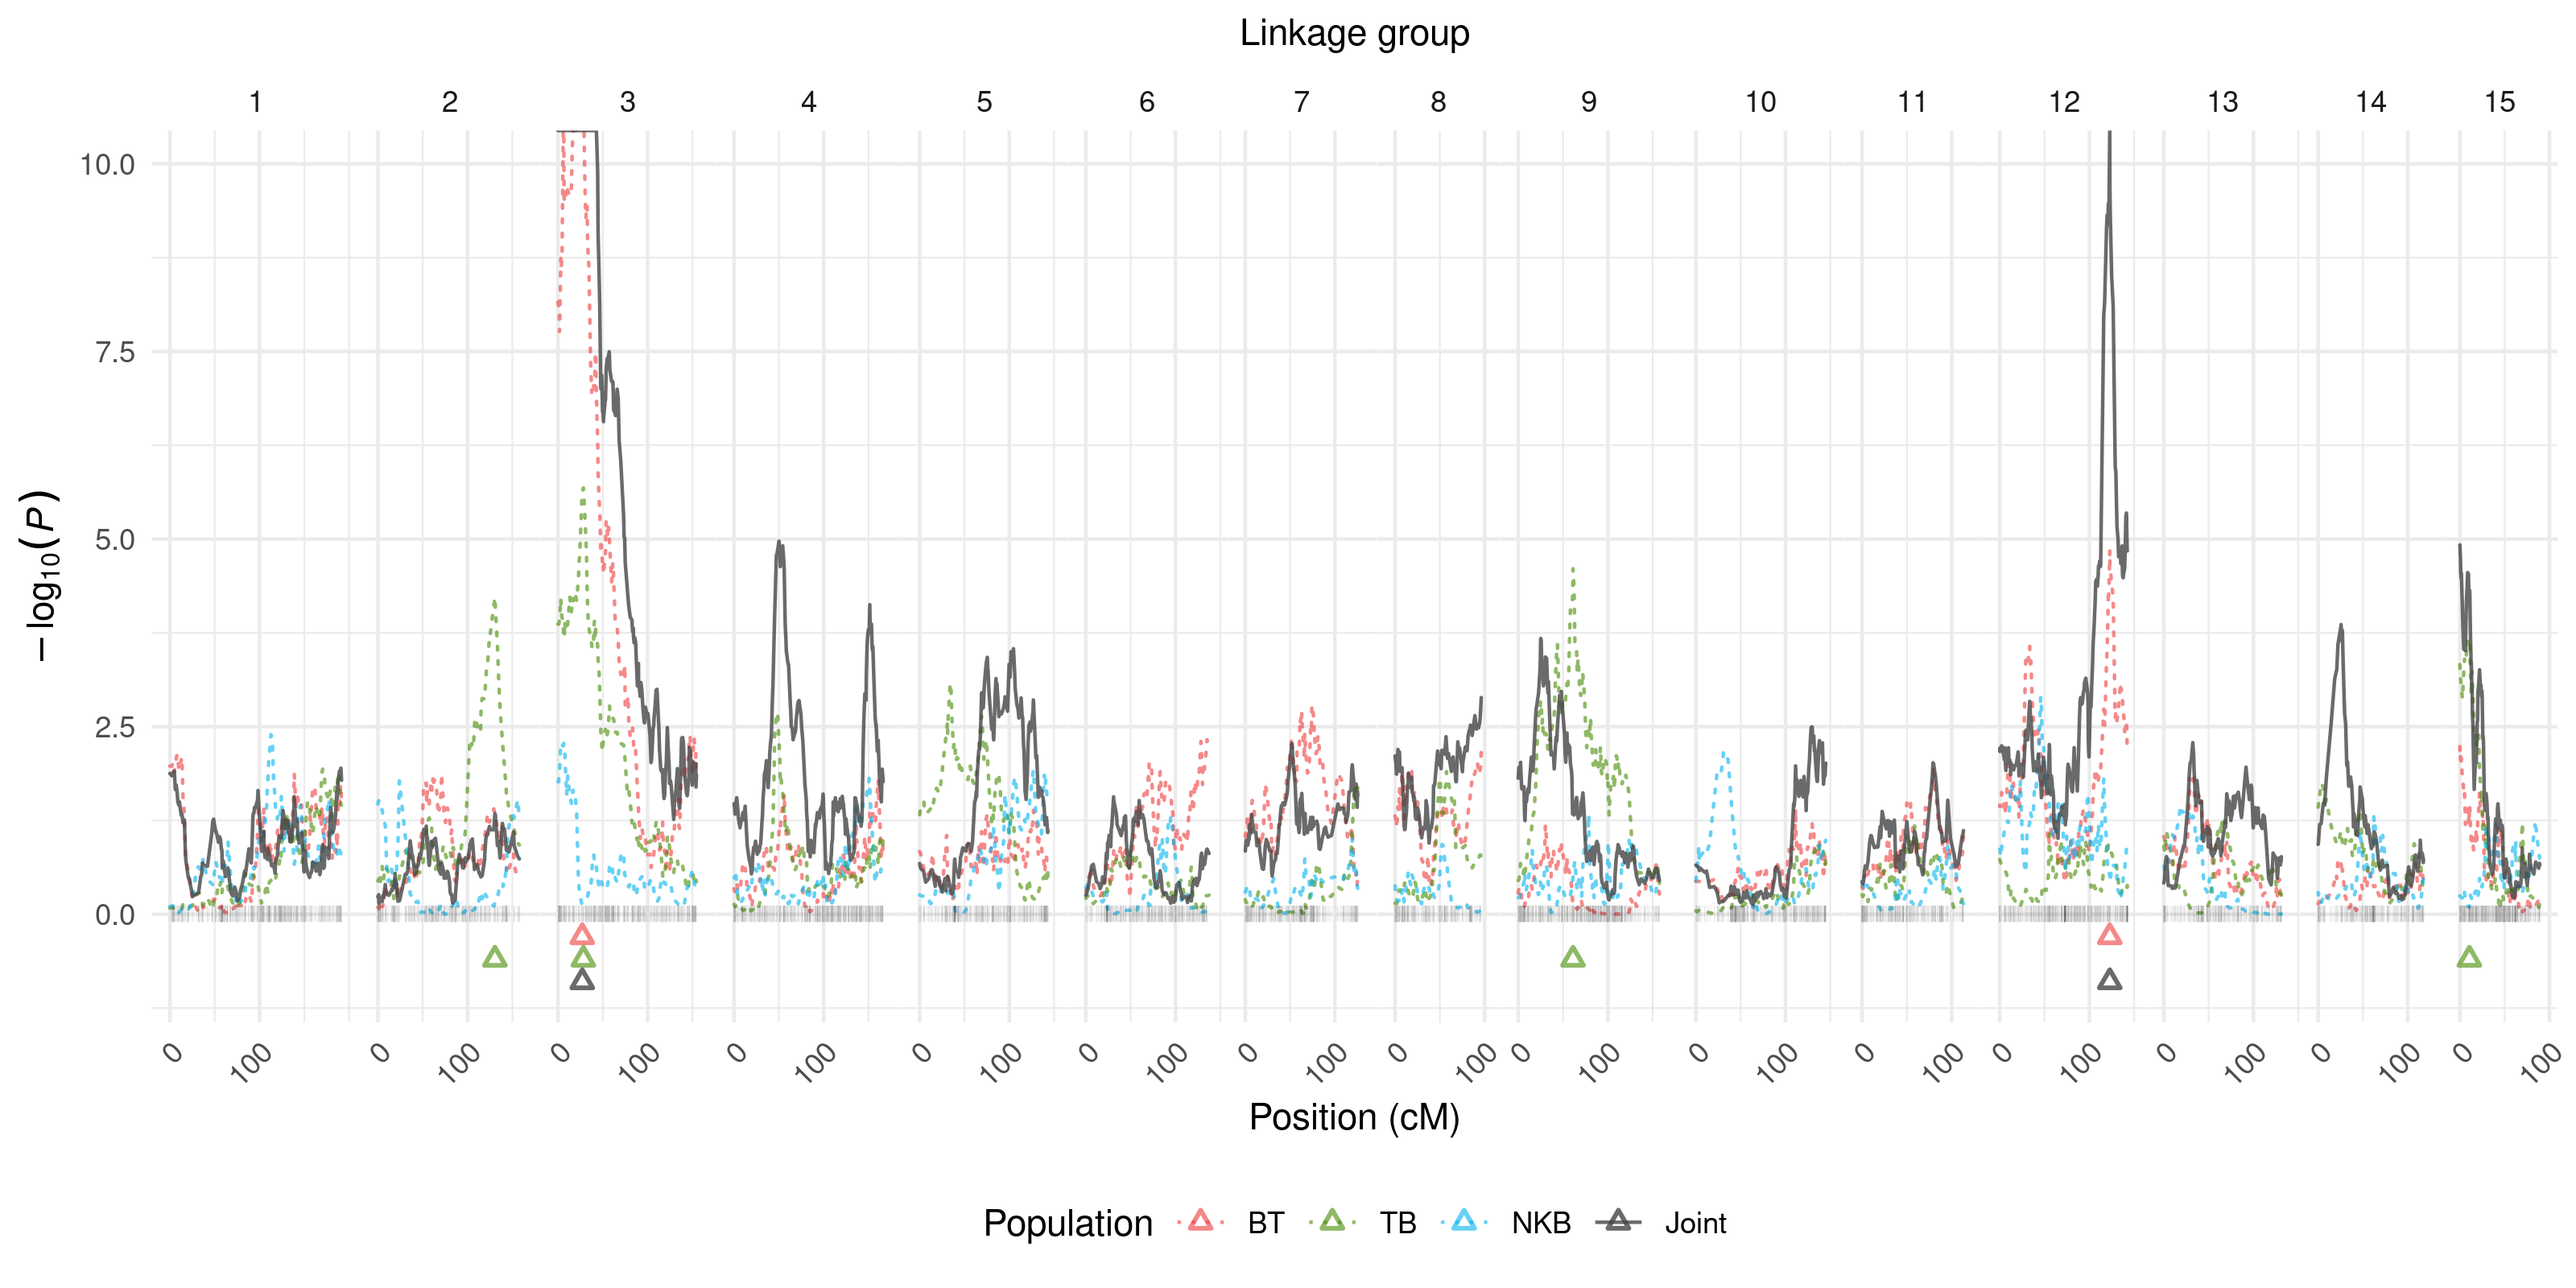 Linkage group
1 2 3 4 5 6 7 8 9 10 11 12 13 14 15
10.0
7.5
5.0
2.5
0.0
−log10(P)
0 100 0 100 0 100 0 100 0 100 0 100 0 100 0 100 0 100 0 100 0 100 0 100 0 100 0 100 0 100
Position (cM)
Population BT TB NKB Joint